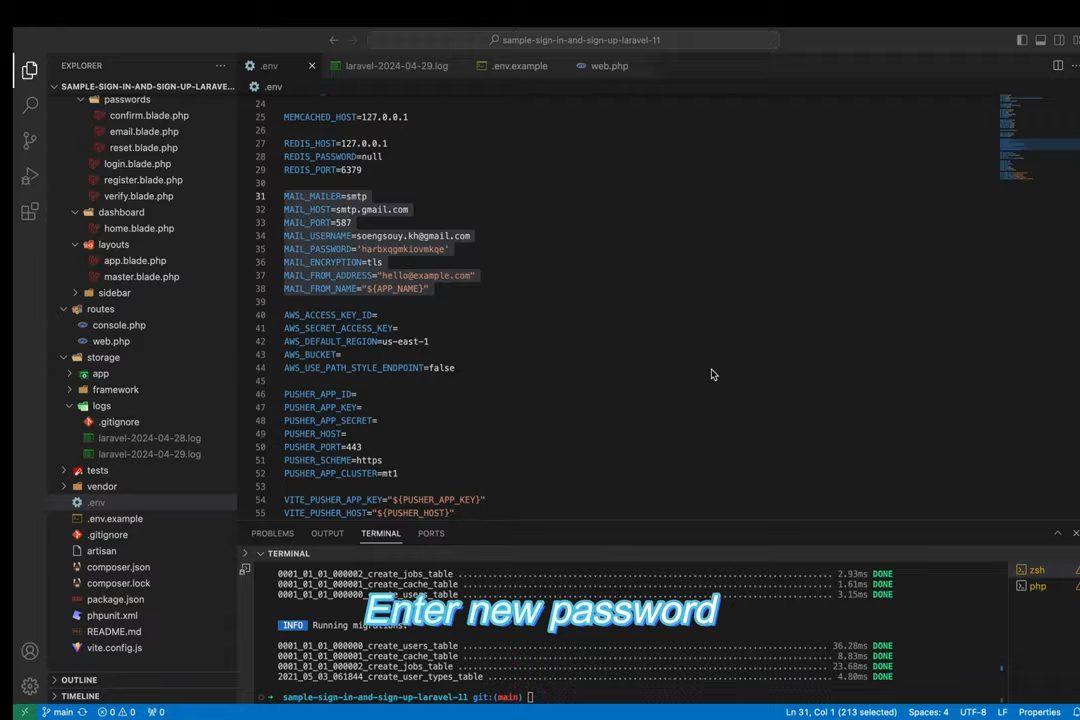 sample-sign-in-and-sign-up-laravel-11
EXPLORER
SAMPLE-SIGN-IN-AND-SIGN-UP-LARAVE...
passwords
confirm.blade.php
email.blade.php
reset.blade.php
login.blade.php
register.blade.php
verify.blade.php
dashboard
home.blade.php
layouts
app.blade.php
master.blade.php
sidebar
routes
console.php
web.php
storage
app
framework
logs
.gitignore
laravel-2024-04-28.log
laravel-2024-04-29.log
tests
vendor
.env
.env.example
.gitignore
artisan
composer.json
composer.lock
package.json
phpunit.xml
README.md
vite.config.js
OUTLINE
TIMELINE
.env laravel-2024-04-29.log .env.example web.php
.env
24
25 MEMCACHED_HOST=127.0.0.1
26
27 REDIS_HOST=127.0.0.1
28 REDIS_PASSWORD=null
29 REDIS_PORT=6379
30
31 MAIL_MAILER=smtp
32 MAIL_HOST=smtp.gmail.com
33 MAIL_PORT=587
34 MAIL_USERNAME=soengsouy.kh@gmail.com
35 MAIL_PASSWORD='harbxqgmkiovmkqe'
36 MAIL_ENCRYPTION=tls
37 MAIL_FROM_ADDRESS="hello@example.com"
38 MAIL_FROM_NAME="${APP_NAME}"
39
40 AWS_ACCESS_KEY_ID=
41 AWS_SECRET_ACCESS_KEY=
42 AWS_DEFAULT_REGION=us-east-1
43 AWS_BUCKET=
44 AWS_USE_PATH_STYLE_ENDPOINT=false
45
46 PUSHER_APP_ID=
47 PUSHER_APP_KEY=
48 PUSHER_APP_SECRET=
49 PUSHER_HOST=
50 PUSHER_PORT=443
51 PUSHER_SCHEME=https
52 PUSHER_APP_CLUSTER=mt1
53
54 VITE_PUSHER_APP_KEY="${PUSHER_APP_KEY}"
55 VITE_PUSHER_HOST="${PUSHER_HOST}"
PROBLEMS OUTPUT TERMINAL PORTS
TERMINAL
0001_01_01_000002_create_jobs_table 2.93ms DONE
0001_01_01_000001_create_cache_table 1.61ms DONE
0001_01_01_000000_create_users_table 3.15ms DONE
Enter new password
INFO Running migrations.
0001_01_01_000000_create_users_table 36.28ms DONE
0001_01_01_000001_create_cache_table 8.83ms DONE
0001_01_01_000002_create_jobs_table 23.68ms DONE
2021_05_03_061844_create_user_types_table 4.80ms DONE
sample-sign-in-and-sign-up-laravel-11 git:(main)
zsh
php
main 0 0 0 Ln 31, Col 1 (213 selected) Spaces: 4 UTF-8 LF Properties